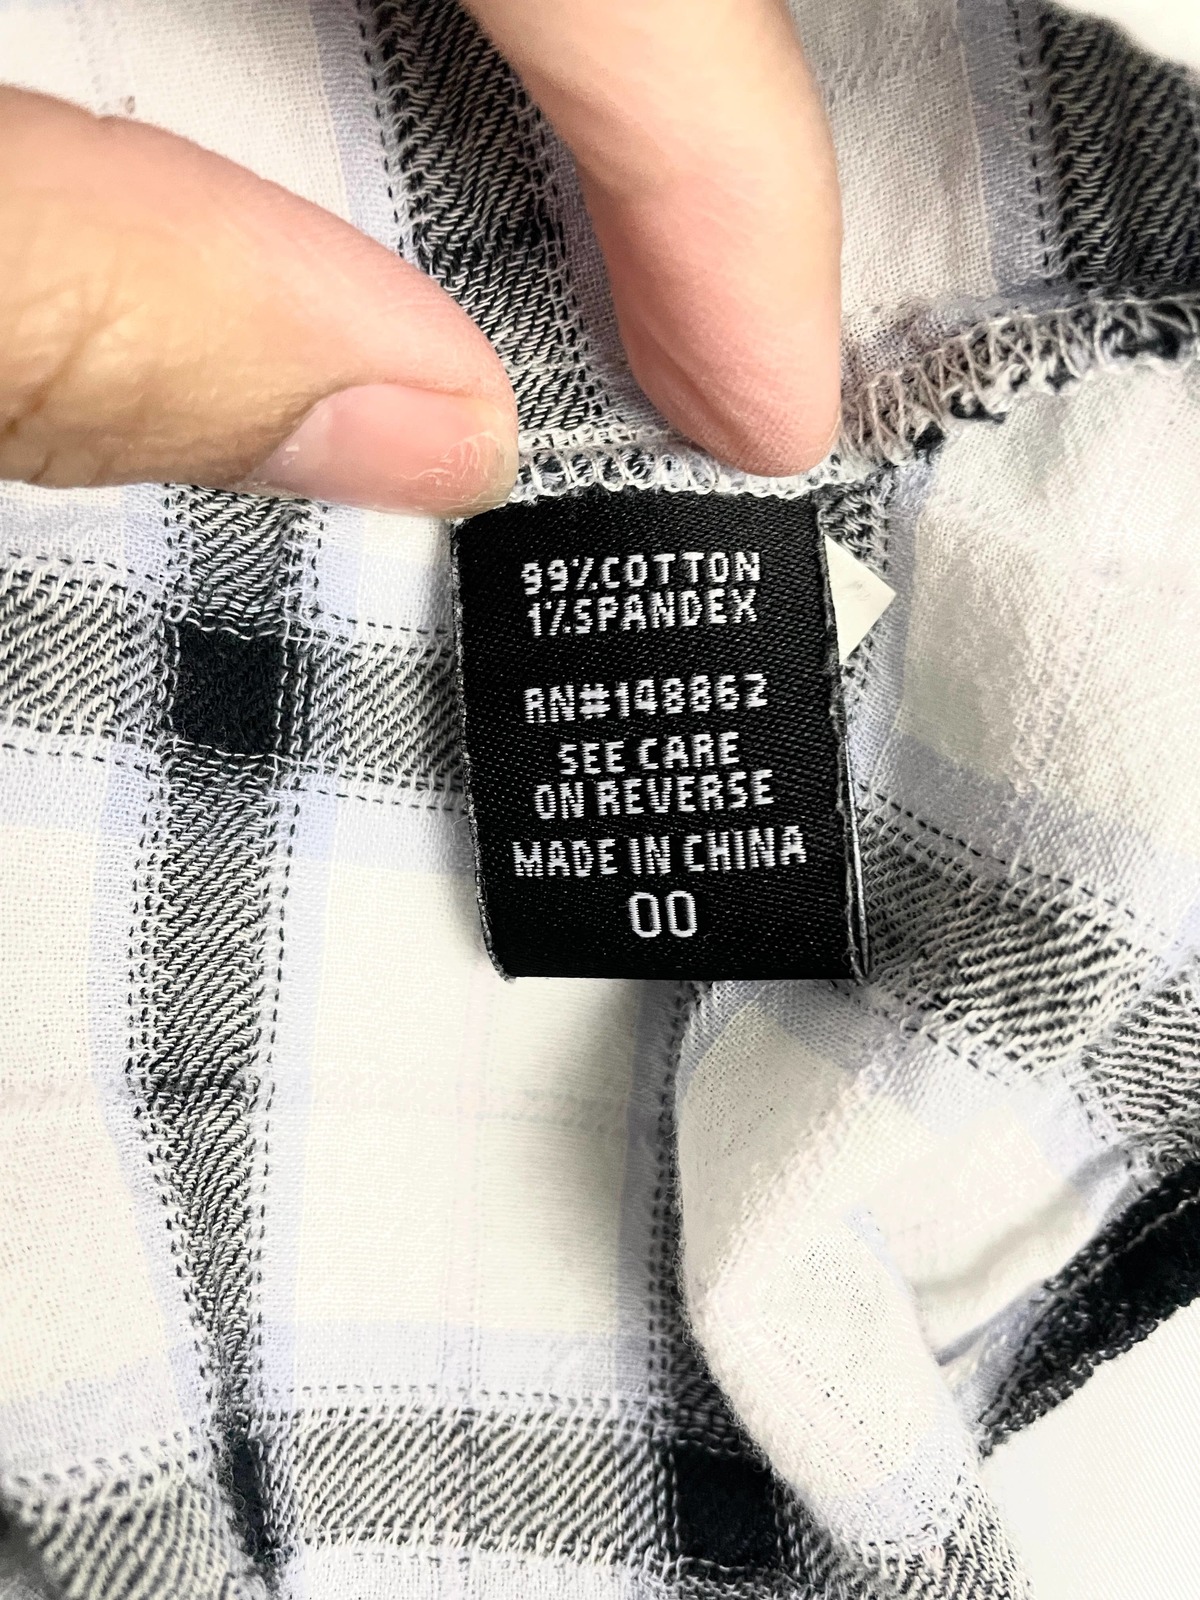 99%COTTON
1%SPANDEX
RN#148862
SEE CARE
ON REVERSE
MADE IN CHINA
00